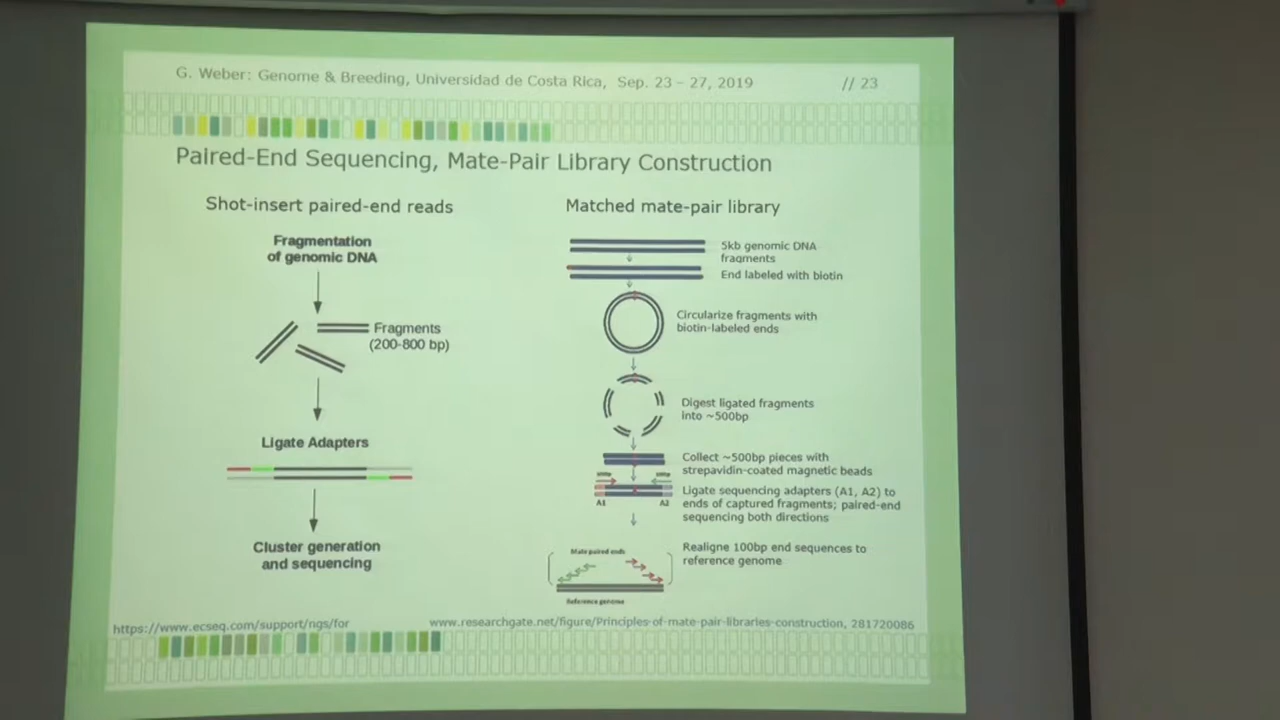 G. Weber: Genome & Breeding, Universidad de Costa Rica, Sep. 23 – 27, 2019 // 23
Paired-End Sequencing, Mate-Pair Library Construction
Shot-insert paired-end reads
Fragmentation
of genomic DNA
Fragments
(200-800 bp)
Ligate Adapters
Cluster generation
and sequencing
Matched mate-pair library
5kb genomic DNA
fragments
End labeled with biotin
Circularize fragments with
biotin-labeled ends
Digest ligated fragments
into ~500bp
Collect ~500bp pieces with
strepavidin-coated magnetic beads
A1 A2
Ligate sequencing adapters (A1, A2) to
ends of captured fragments; paired-end
sequencing both directions
Realigne 100bp end sequences to
reference genome
Mate paired ends
Reference genome
https://www.ecseq.com/support/ngs/for
www.researchgate.net/figure/Principles-of-mate-pair-libraries-construction, 281720086